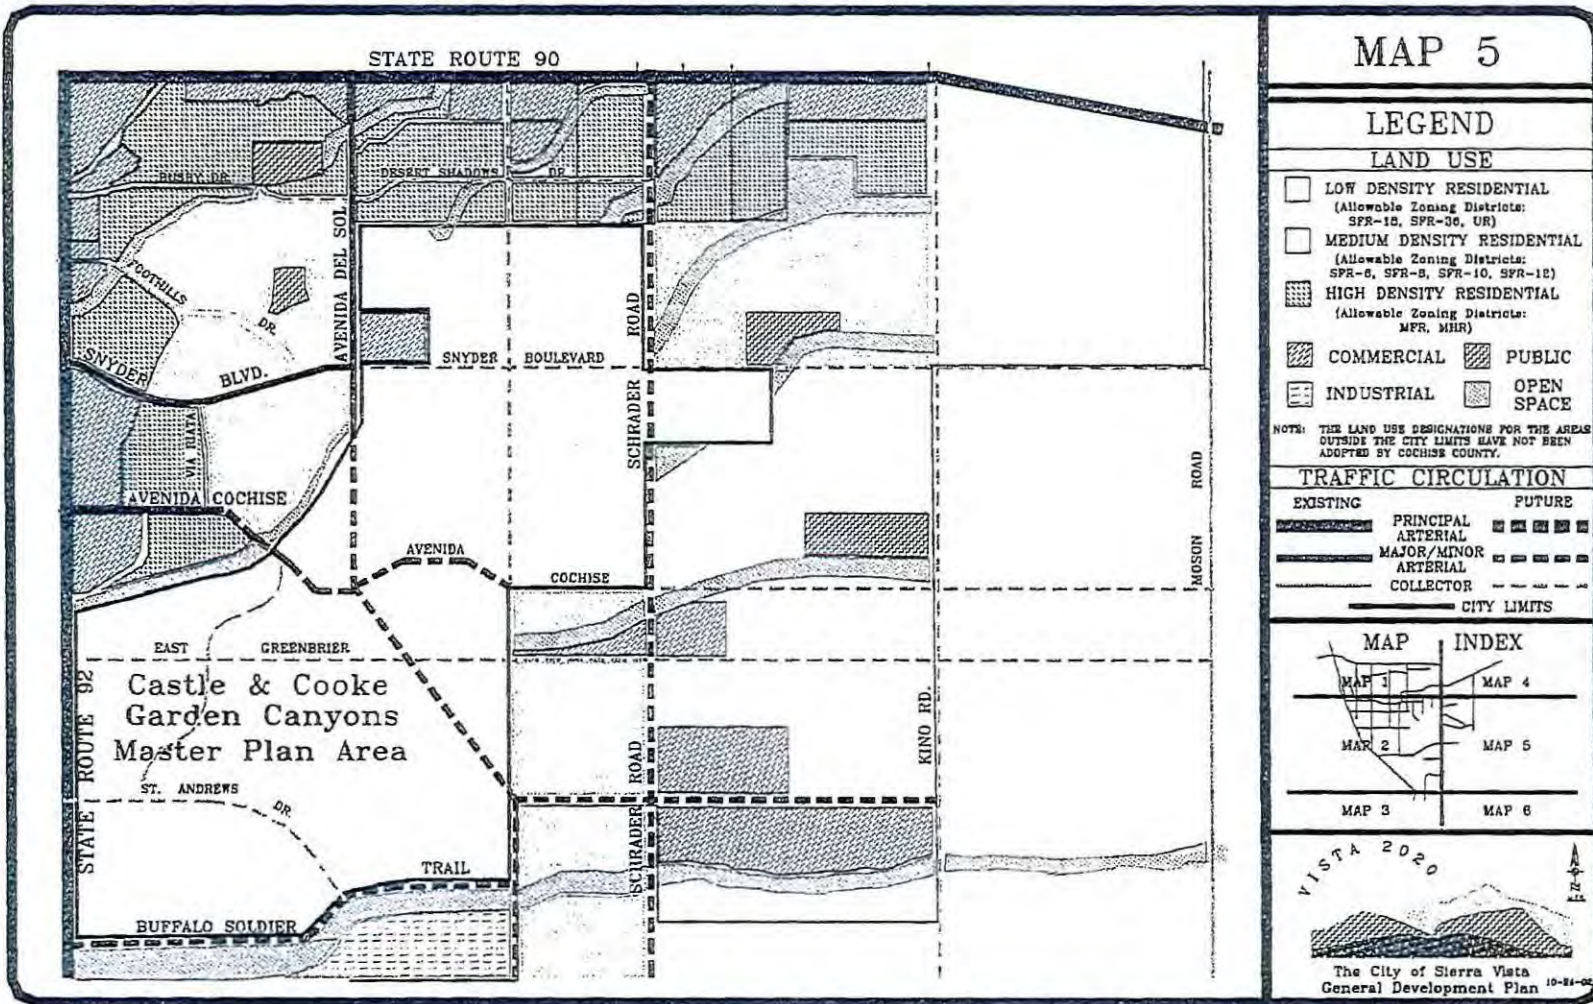 STATE ROUTE 90
BUSBY DR.
DESERT SHADOWS DR.
AVENIDA DEL SOL
FOOTHILLS DR.
SNYDER BLVD.
SNYDER BOULEVARD
SCHRADER ROAD
VIA RIATA
AVENIDA COCHISE
AVENIDA COCHISE
MOSON ROAD
EAST GREENBRIER
STATE ROUTE 92
Castle & Cooke
Garden Canyons
Master Plan Area
KINO RD.
ST. ANDREWS DR.
SCHRADER ROAD
TRAIL
BUFFALO SOLDIER
MAP 5
LEGEND
LAND USE
LOW DENSITY RESIDENTIAL
(Allowable Zoning Districts:
SFR-18, SFR-36, UR)
MEDIUM DENSITY RESIDENTIAL
(Allowable Zoning Districts:
SFR-6, SFR-8, SFR-10, SFR-12)
HIGH DENSITY RESIDENTIAL
(Allowable Zoning Districts:
MFR, MHR)
COMMERCIAL PUBLIC
INDUSTRIAL OPEN SPACE
NOTE: THE LAND USE DESIGNATIONS FOR THE AREAS
OUTSIDE THE CITY LIMITS HAVE NOT BEEN
ADOPTED BY COCHISE COUNTY.
TRAFFIC CIRCULATION
EXISTING FUTURE
PRINCIPAL
ARTERIAL
MAJOR/MINOR
ARTERIAL
COLLECTOR
CITY LIMITS
MAP INDEX
MAP 1 MAP 4
MAP 2 MAP 5
MAP 3 MAP 6
VISTA 2020
The City of Sierra Vista
General Development Plan